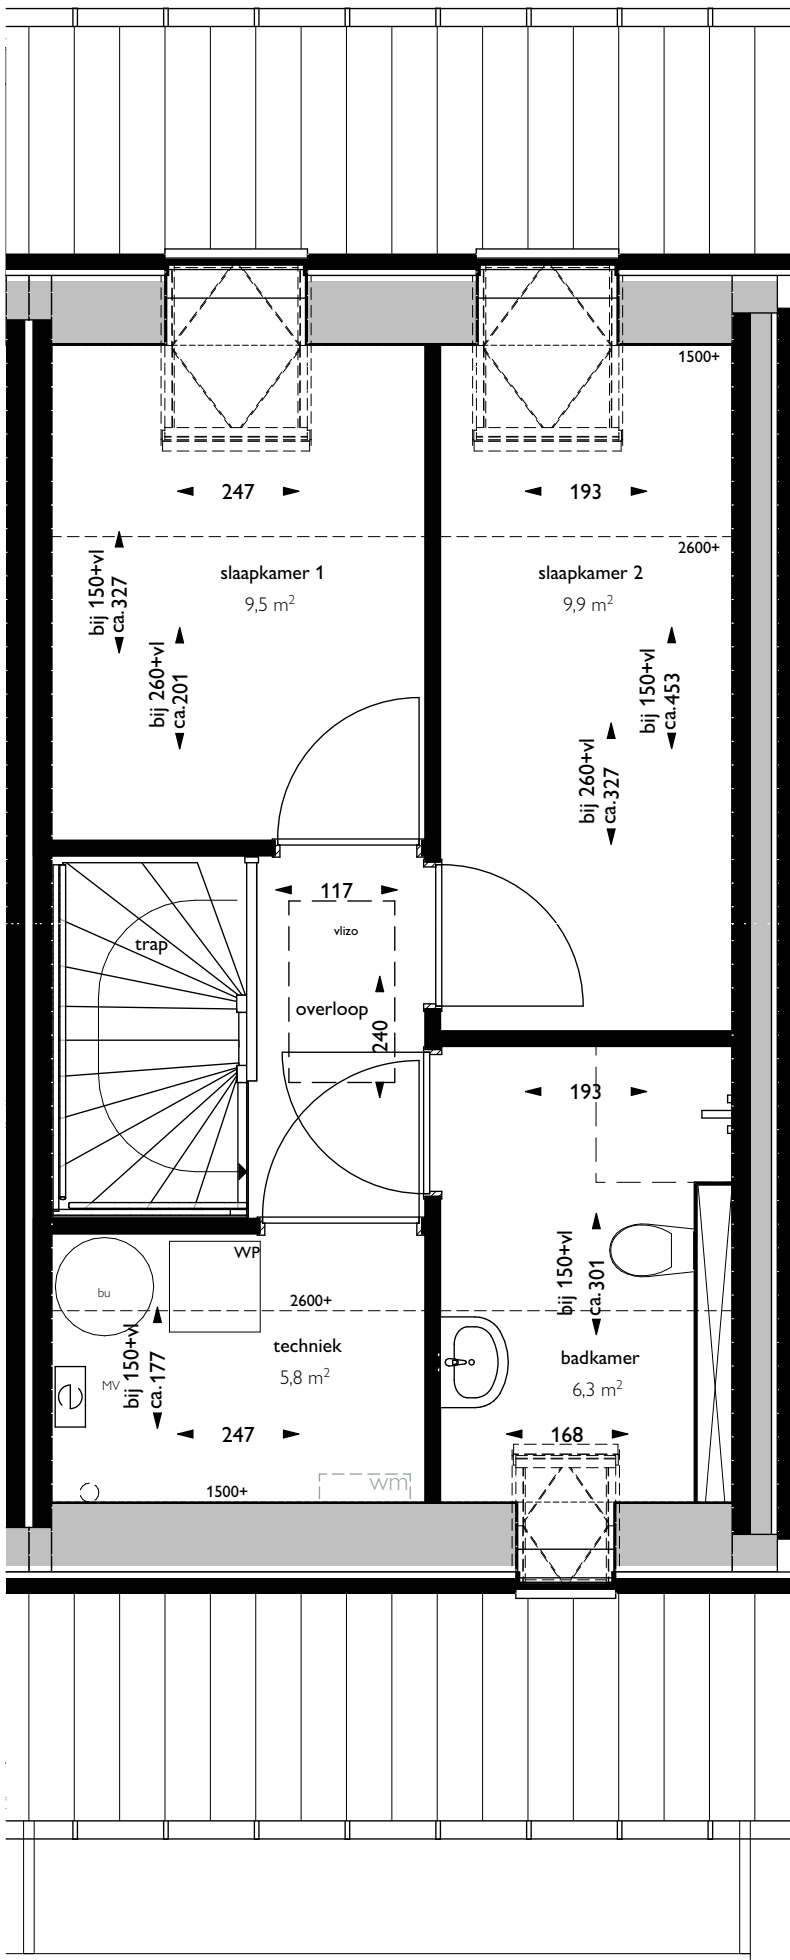 1500+
247
193
2600+
slaapkamer 1
9,5 m²
slaapkamer 2
9,9 m²
bij 150+vl
ca.327
bij 260+vl
ca.201
bij 150+vl
ca.453
bij 260+vl
ca.327
117
vlizo
trap
overloop
240
193
WP
bu
2600+
bij 150+vl
ca.301
techniek
5,8 m²
badkamer
6,3 m²
bij 150+vl
ca.177
MV
e
247
168
wm
1500+